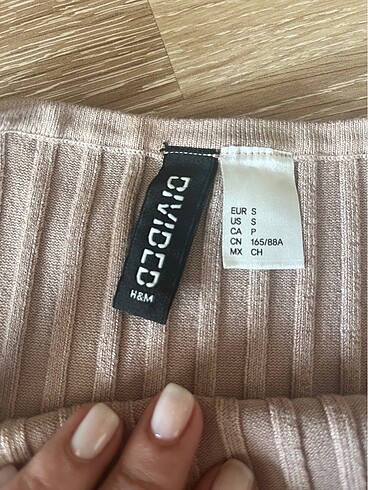 DIVIDED
H&M
EUR S
US S
CA P
CN 165/88A
MX CH